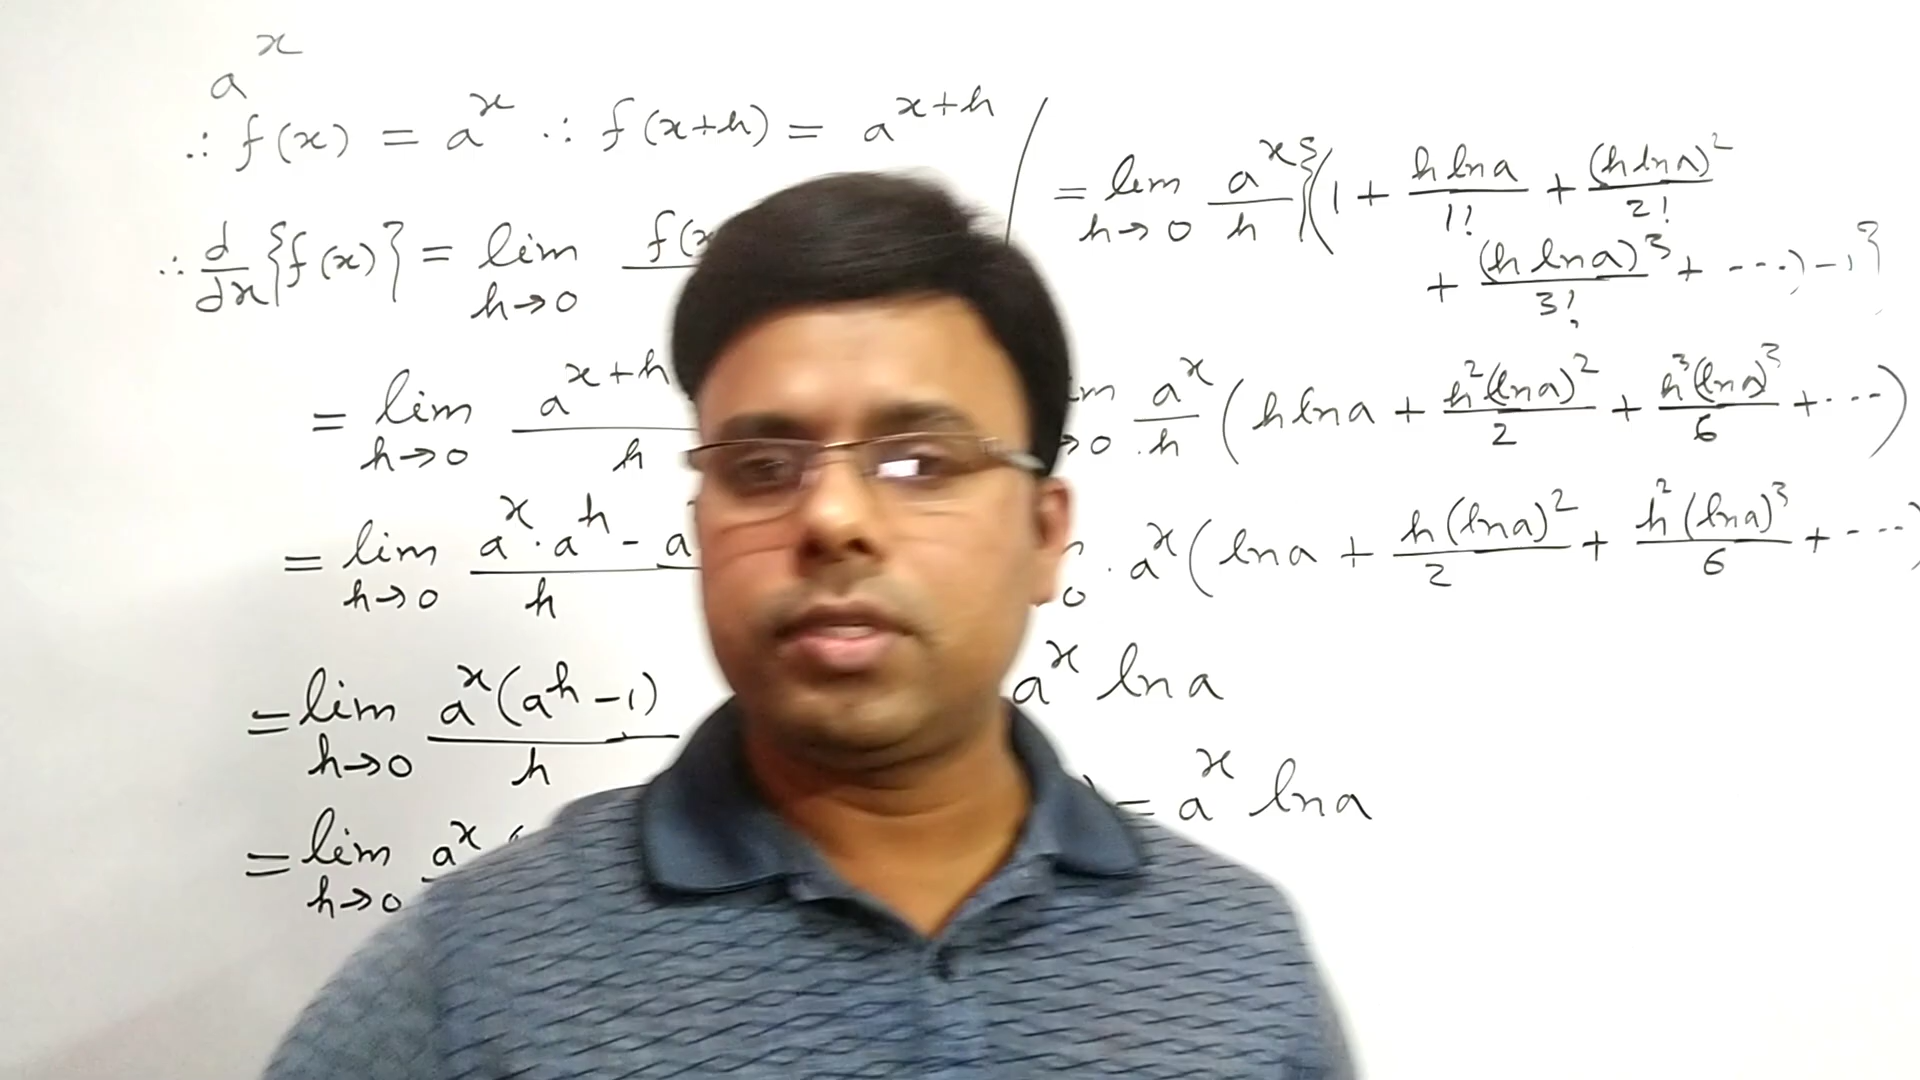 a^x
∴ f(x) = a^x ∴ f(x+h) = a^(x+h)
∴ d/dx {f(x)} = lim h→0 f(x
= lim h→0 a^(x+h) / h
= lim h→0 a^x · a^h - a / h
= lim h→0 a^x (a^h - 1) / h
= lim h→0 a^x
= lim h→0 a^x / h {(1 + h ln a / 1! + (h ln a)^2 / 2!
+ (h ln a)^3 / 3! + ....) - 1}
0 a^x / h (h ln a + h^2 (ln a)^2 / 2 + h^3 (ln a)^3 / 6 + ....)
0 · a^x (ln a + h (ln a)^2 / 2 + h^2 (ln a)^3 / 6 + ....)
a^x ln a
) = a^x ln a